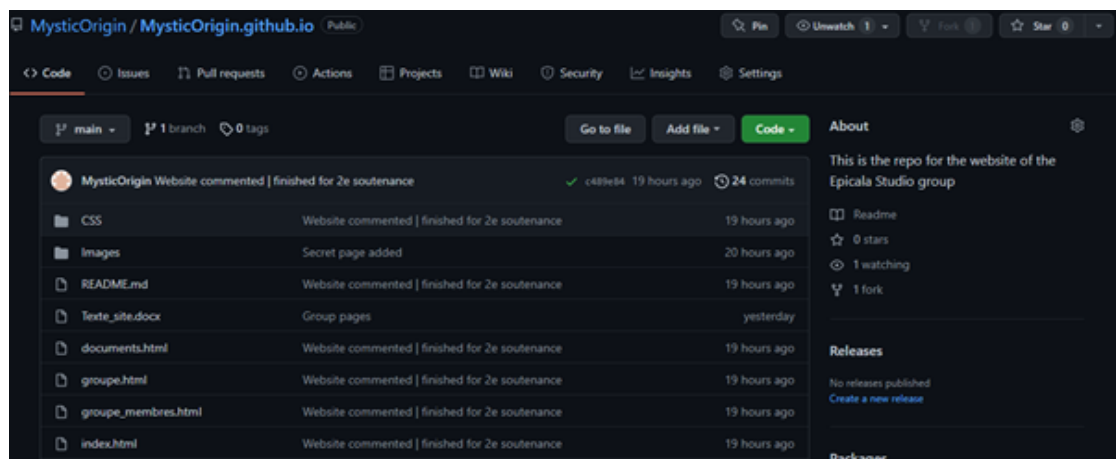 MysticOrigin / MysticOrigin.github.io Public
Pin Unwatch 1 Fork 1 Star 0
<> Code Issues Pull requests Actions Projects Wiki Security Insights Settings
main 1 branch 0 tags Go to file Add file Code
MysticOrigin Website commented | finished for 2e soutenance c489e84 19 hours ago 24 commits
CSS Website commented | finished for 2e soutenance 19 hours ago
Images Secret page added 20 hours ago
README.md Website commented | finished for 2e soutenance 19 hours ago
Texte_site.docx Group pages yesterday
documents.html Website commented | finished for 2e soutenance 19 hours ago
groupe.html Website commented | finished for 2e soutenance 19 hours ago
groupe_membres.html Website commented | finished for 2e soutenance 19 hours ago
index.html Website commented | finished for 2e soutenance 19 hours ago
About
This is the repo for the website of the
Epicala Studio group
Readme
0 stars
1 watching
1 fork
Releases
No releases published
Create a new release
Packages